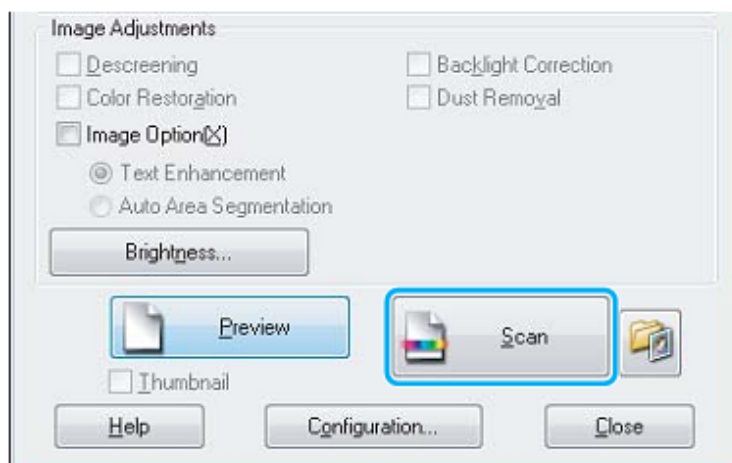 Image Adjustments
Descreening Backlight Correction
Color Restoration Dust Removal
Image Option(X)
Text Enhancement
Auto Area Segmentation
Brightness...
Preview Scan
Thumbnail
Help Configuration... Close